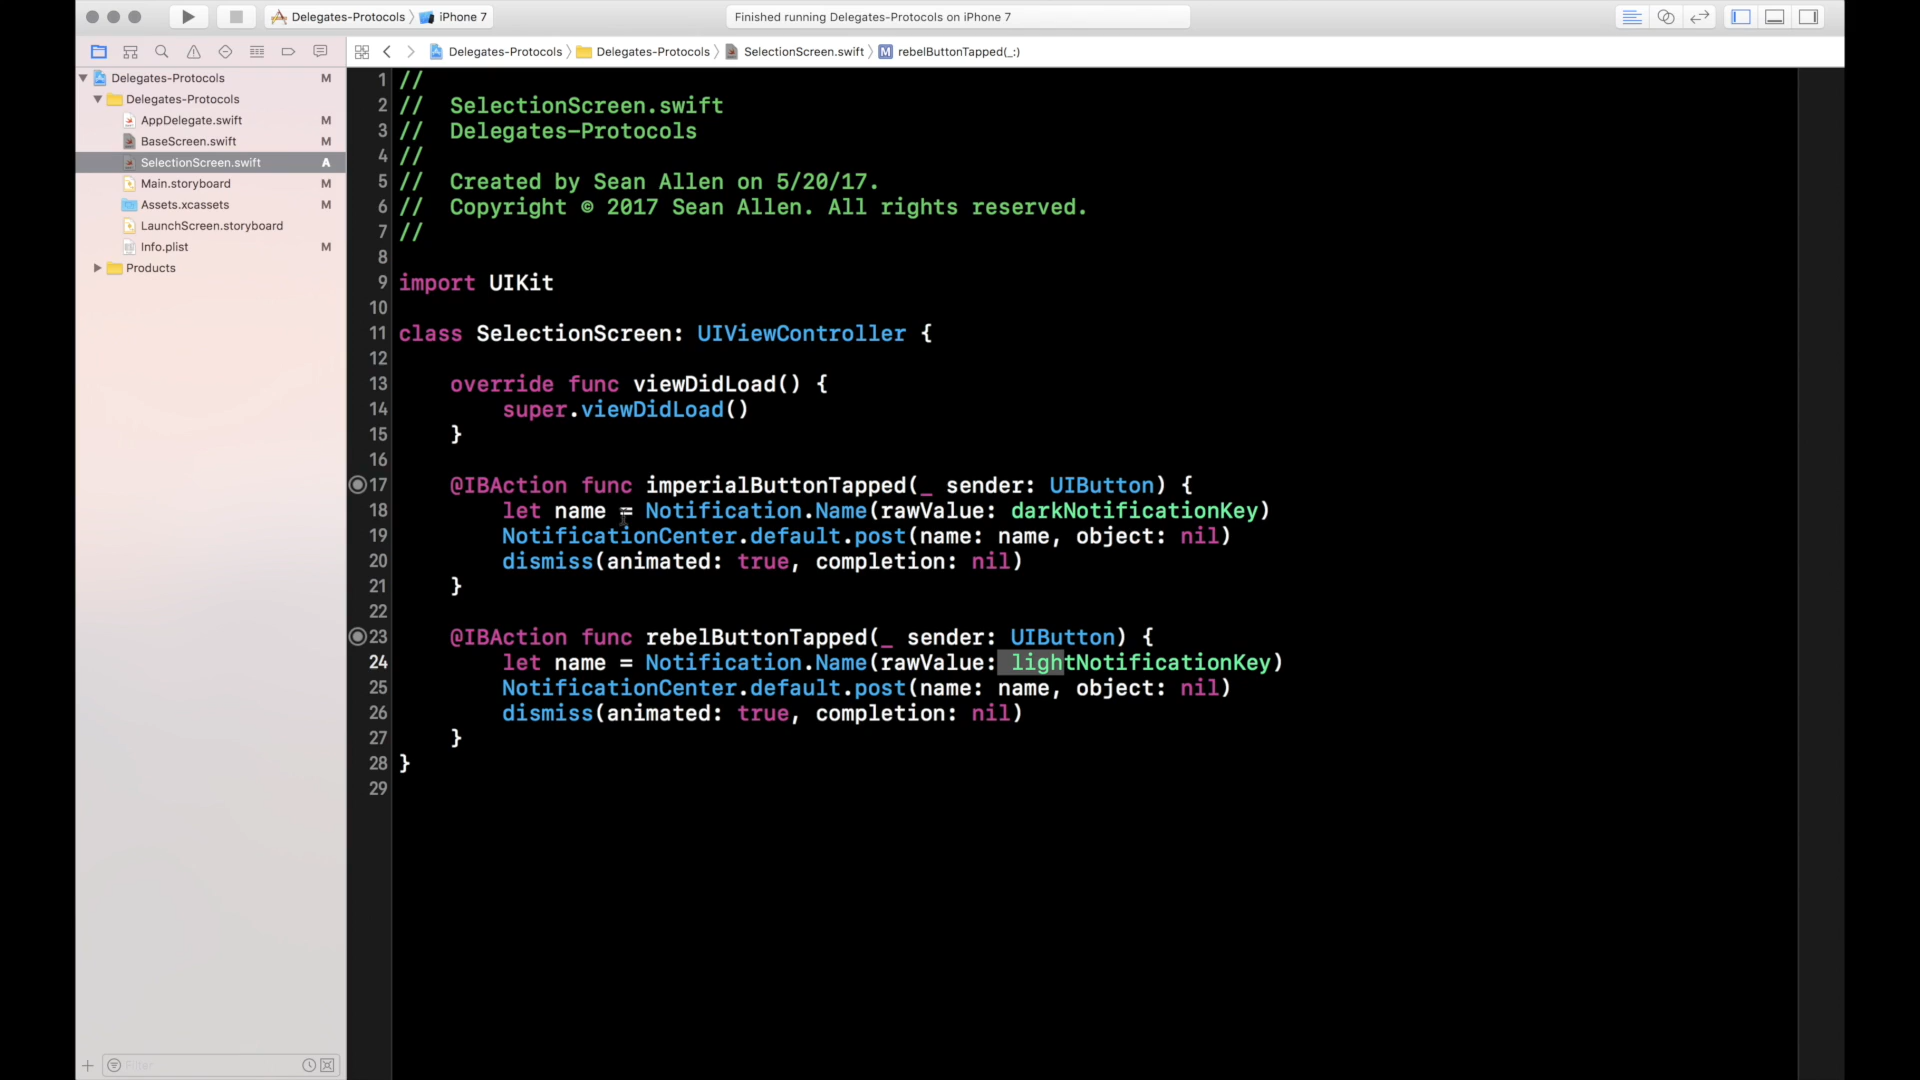 Delegates-Protocols
iPhone 7
Finished running Delegates-Protocols on iPhone 7
Delegates-Protocols
Delegates-Protocols
SelectionScreen.swift
M
rebelButtonTapped(_:)
Delegates-Protocols M
Delegates-Protocols
AppDelegate.swift M
BaseScreen.swift M
SelectionScreen.swift A
Main.storyboard M
Assets.xcassets M
LaunchScreen.storyboard
Info.plist M
Products
Filter
1 //
2 //  SelectionScreen.swift
3 //  Delegates-Protocols
4 //
5 //  Created by Sean Allen on 5/20/17.
6 //  Copyright © 2017 Sean Allen. All rights reserved.
7 //
8
9 import UIKit
10
11 class SelectionScreen: UIViewController {
12
13     override func viewDidLoad() {
14         super.viewDidLoad()
15     }
16
17     @IBAction func imperialButtonTapped(_ sender: UIButton) {
18         let name = Notification.Name(rawValue: darkNotificationKey)
19         NotificationCenter.default.post(name: name, object: nil)
20         dismiss(animated: true, completion: nil)
21     }
22
23     @IBAction func rebelButtonTapped(_ sender: UIButton) {
24         let name = Notification.Name(rawValue: lightNotificationKey)
25         NotificationCenter.default.post(name: name, object: nil)
26         dismiss(animated: true, completion: nil)
27     }
28 }
29